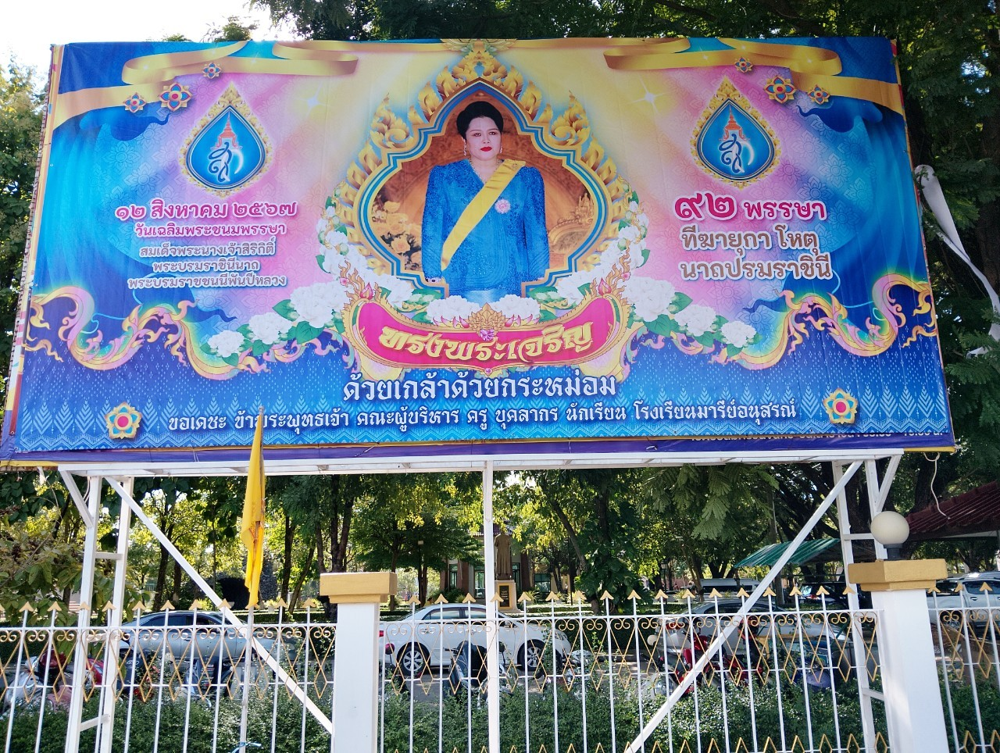 ๑๒ สิงหาคม ๒๕๖๗
วันเฉลิมพระชนมพรรษา
สมเด็จพระนางเจ้าสิริกิติ์
พระบรมราชินีนาถ
พระบรมราชชนนีพันปีหลวง
๙๒ พรรษา
ทีฆายุกา โหตุ
นาถปรมราชินี
ทรงพระเจริญ
ด้วยเกล้าด้วยกระหม่อม
ขอเดชะ ข้าพระพุทธเจ้า คณะผู้บริหาร ครู บุคลากร นักเรียน โรงเรียนมารีย์อนุสรณ์